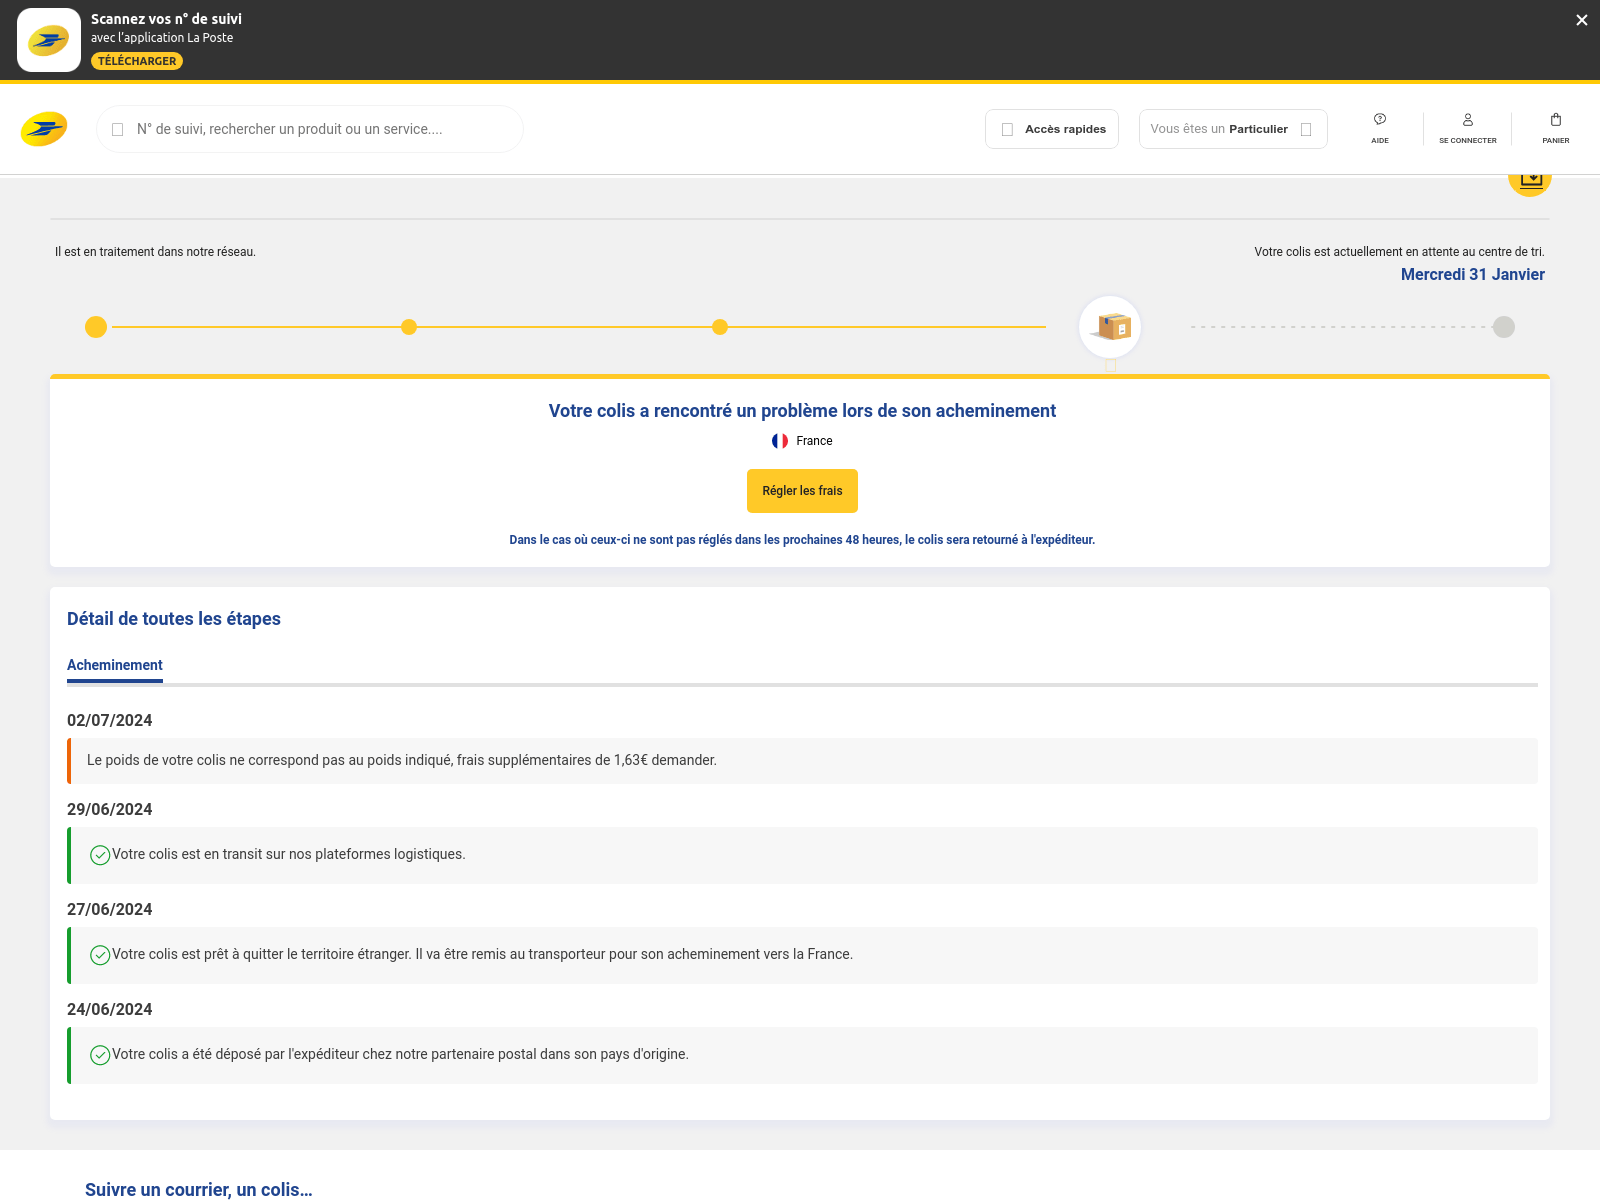 Scannez vos n° de suivi
avec l'application La Poste
TÉLÉCHARGER
N° de suivi, rechercher un produit ou un service....
Accès rapides
Vous êtes un Particulier
AIDE
SE CONNECTER
PANIER
Il est en traitement dans notre réseau.
Votre colis est actuellement en attente au centre de tri.
Mercredi 31 Janvier
Votre colis a rencontré un problème lors de son acheminement
France
Régler les frais
Dans le cas où ceux-ci ne sont pas réglés dans les prochaines 48 heures, le colis sera retourné à l'expéditeur.
Détail de toutes les étapes
Acheminement
02/07/2024
Le poids de votre colis ne correspond pas au poids indiqué, frais supplémentaires de 1,63€ demander.
29/06/2024
Votre colis est en transit sur nos plateformes logistiques.
27/06/2024
Votre colis est prêt à quitter le territoire étranger. Il va être remis au transporteur pour son acheminement vers la France.
24/06/2024
Votre colis a été déposé par l'expéditeur chez notre partenaire postal dans son pays d'origine.
Suivre un courrier, un colis...